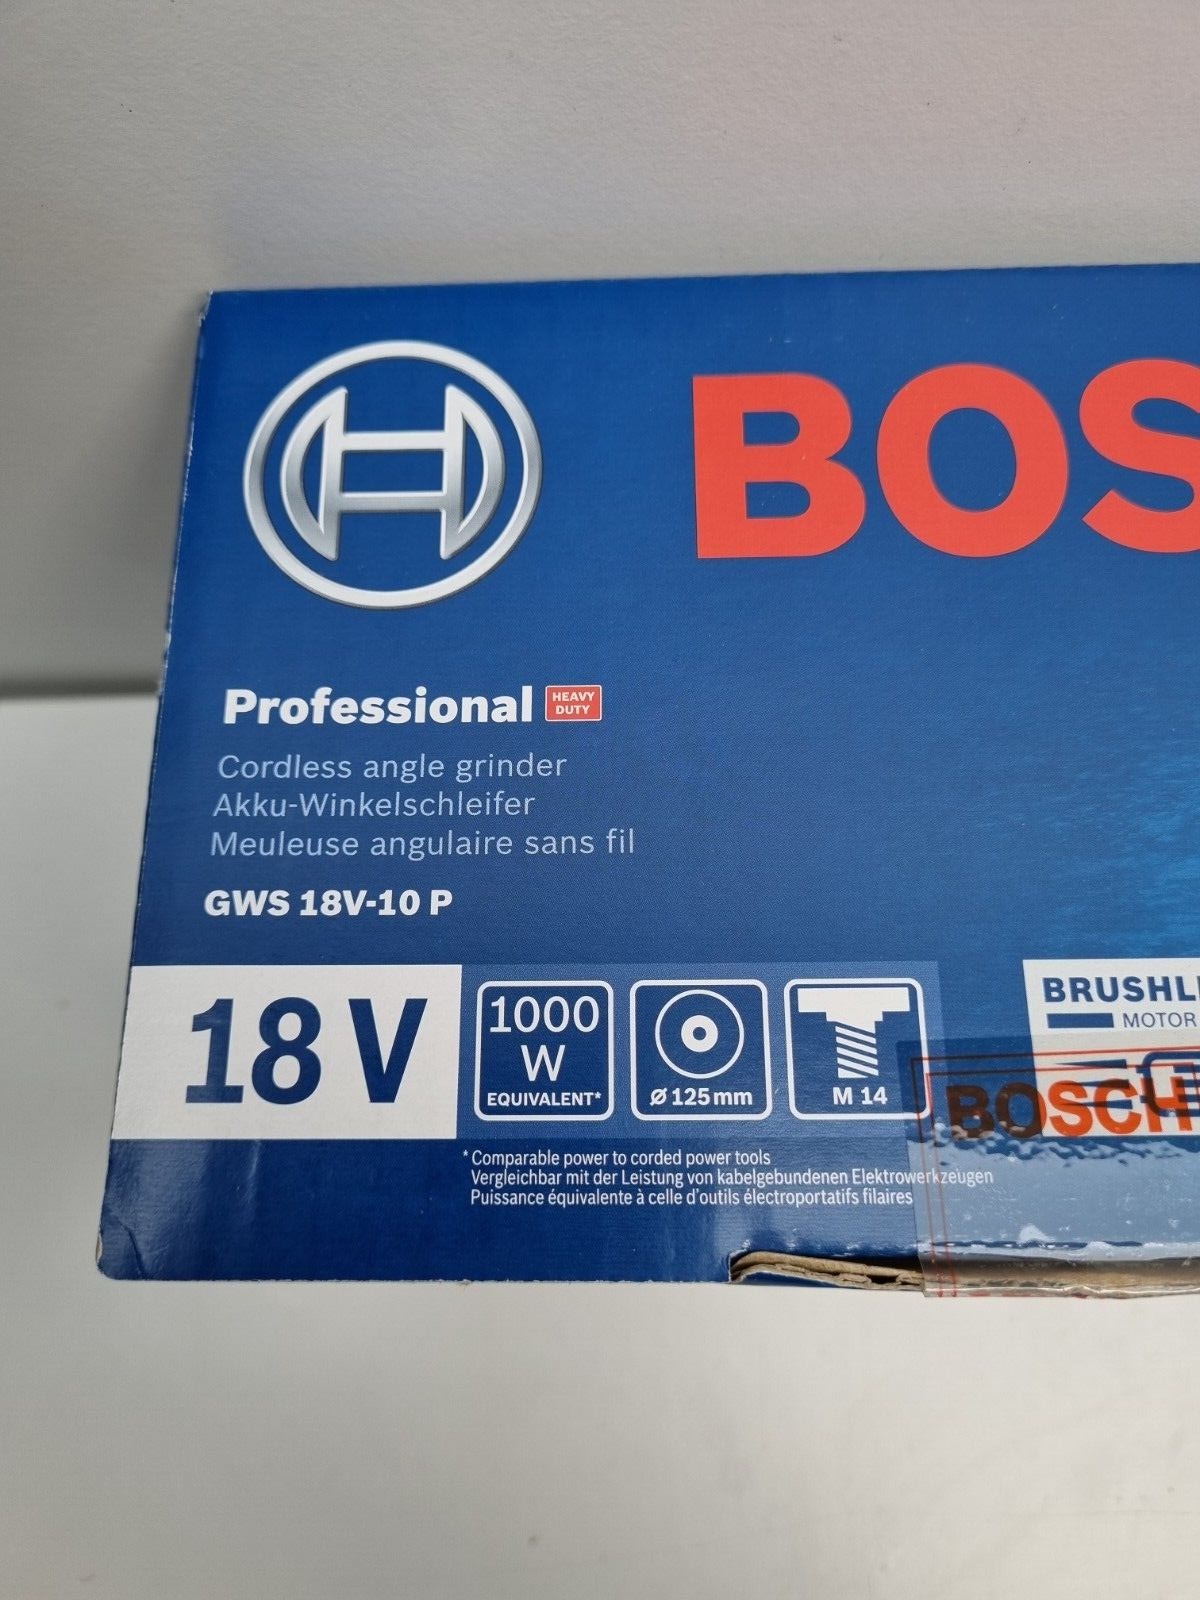 BOS
Professional HEAVY DUTY
Cordless angle grinder
Akku-Winkelschleifer
Meuleuse angulaire sans fil
GWS 18V-10 P
18 V
1000
W
EQUIVALENT*
Ø 125 mm
M 14
BRUSHL
MOTOR
BOSCH
* Comparable power to corded power tools
Vergleichbar mit der Leistung von kabelgebundenen Elektrowerkzeugen
Puissance équivalente à celle d'outils électroportatifs filaires